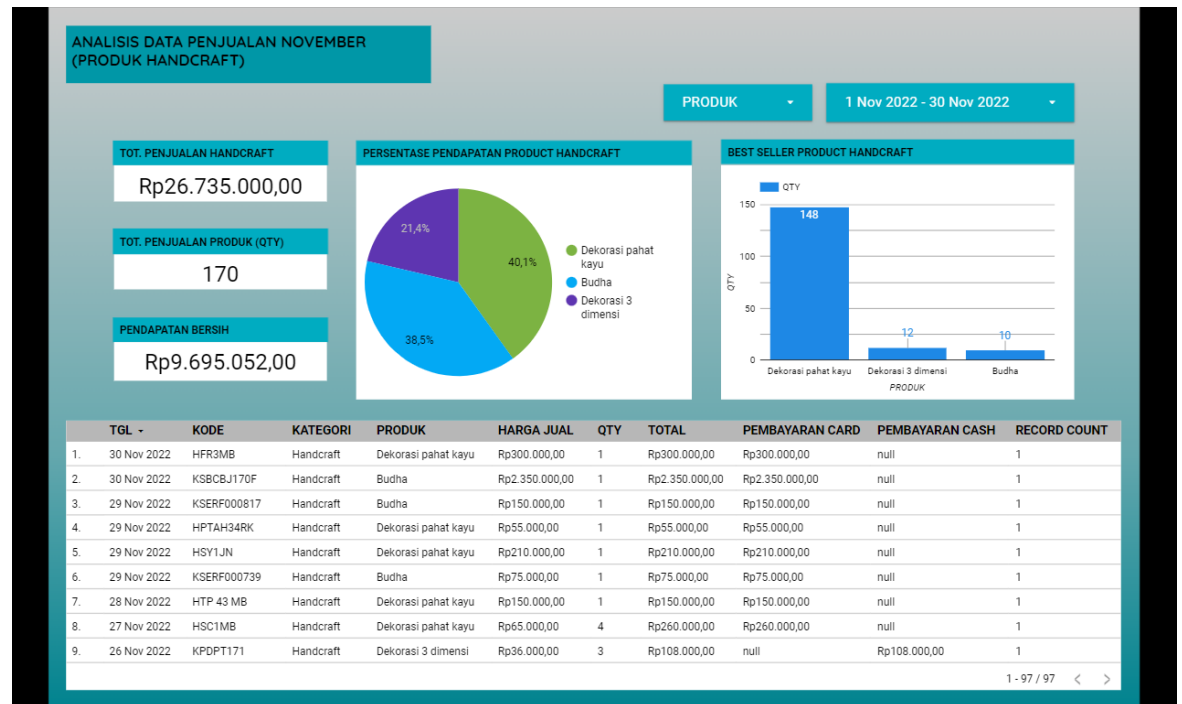 ANALISIS DATA PENJUALAN NOVEMBER
(PRODUK HANDCRAFT)
PRODUK
1 Nov 2022 - 30 Nov 2022
TOT. PENJUALAN HANDCRAFT
Rp26.735.000,00
TOT. PENJUALAN PRODUK (QTY)
170
PENDAPATAN BERSIH
Rp9.695.052,00
PERSENTASE PENDAPATAN PRODUCT HANDCRAFT
21,4%
40,1%
38,5%
Dekorasi pahat
kayu
Budha
Dekorasi 3
dimensi
BEST SELLER PRODUCT HANDCRAFT
QTY
150
100
50
0
QTY
148
12
10
Dekorasi pahat kayu Dekorasi 3 dimensi Budha
PRODUK
TGL KODE KATEGORI PRODUK HARGA JUAL QTY TOTAL PEMBAYARAN CARD PEMBAYARAN CASH RECORD COUNT
1. 30 Nov 2022 HFR3MB Handcraft Dekorasi pahat kayu Rp300.000,00 1 Rp300.000,00 Rp300.000,00 null 1
2. 30 Nov 2022 KSBCBJ170F Handcraft Budha Rp2.350.000,00 1 Rp2.350.000,00 Rp2.350.000,00 null 1
3. 29 Nov 2022 KSERF000817 Handcraft Budha Rp150.000,00 1 Rp150.000,00 Rp150.000,00 null 1
4. 29 Nov 2022 HPTAH34RK Handcraft Dekorasi pahat kayu Rp55.000,00 1 Rp55.000,00 Rp55.000,00 null 1
5. 29 Nov 2022 HSY1JN Handcraft Dekorasi pahat kayu Rp210.000,00 1 Rp210.000,00 Rp210.000,00 null 1
6. 29 Nov 2022 KSERF000739 Handcraft Budha Rp75.000,00 1 Rp75.000,00 Rp75.000,00 null 1
7. 28 Nov 2022 HTP 43 MB Handcraft Dekorasi pahat kayu Rp150.000,00 1 Rp150.000,00 Rp150.000,00 null 1
8. 27 Nov 2022 HSC1MB Handcraft Dekorasi pahat kayu Rp65.000,00 4 Rp260.000,00 Rp260.000,00 null 1
9. 26 Nov 2022 KPDPT171 Handcraft Dekorasi 3 dimensi Rp36.000,00 3 Rp108.000,00 null Rp108.000,00 1
1 - 97 / 97 < >